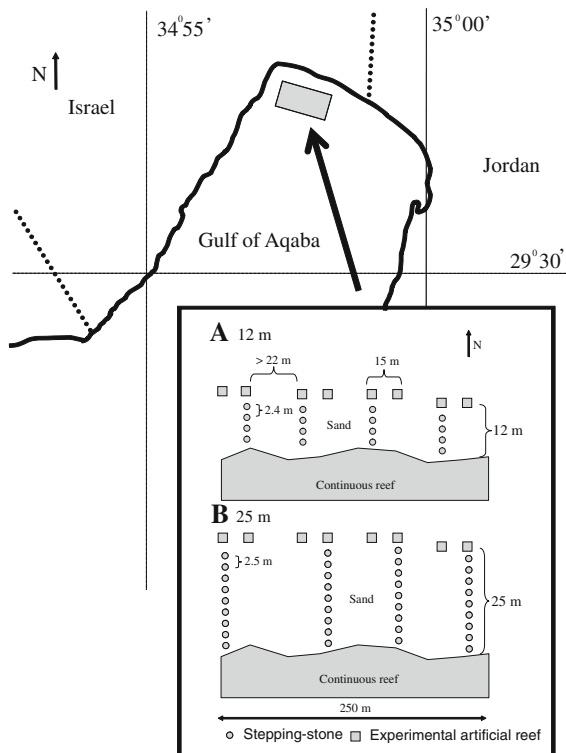 34°55'
35°00'
N
Israel
Jordan
Gulf of Aqaba
29°30'
A 12 m
N
> 22 m
15 m
2.4 m
Sand
12 m
Continuous reef
B 25 m
2.5 m
Sand
25 m
Continuous reef
250 m
Stepping-stone Experimental artificial reef